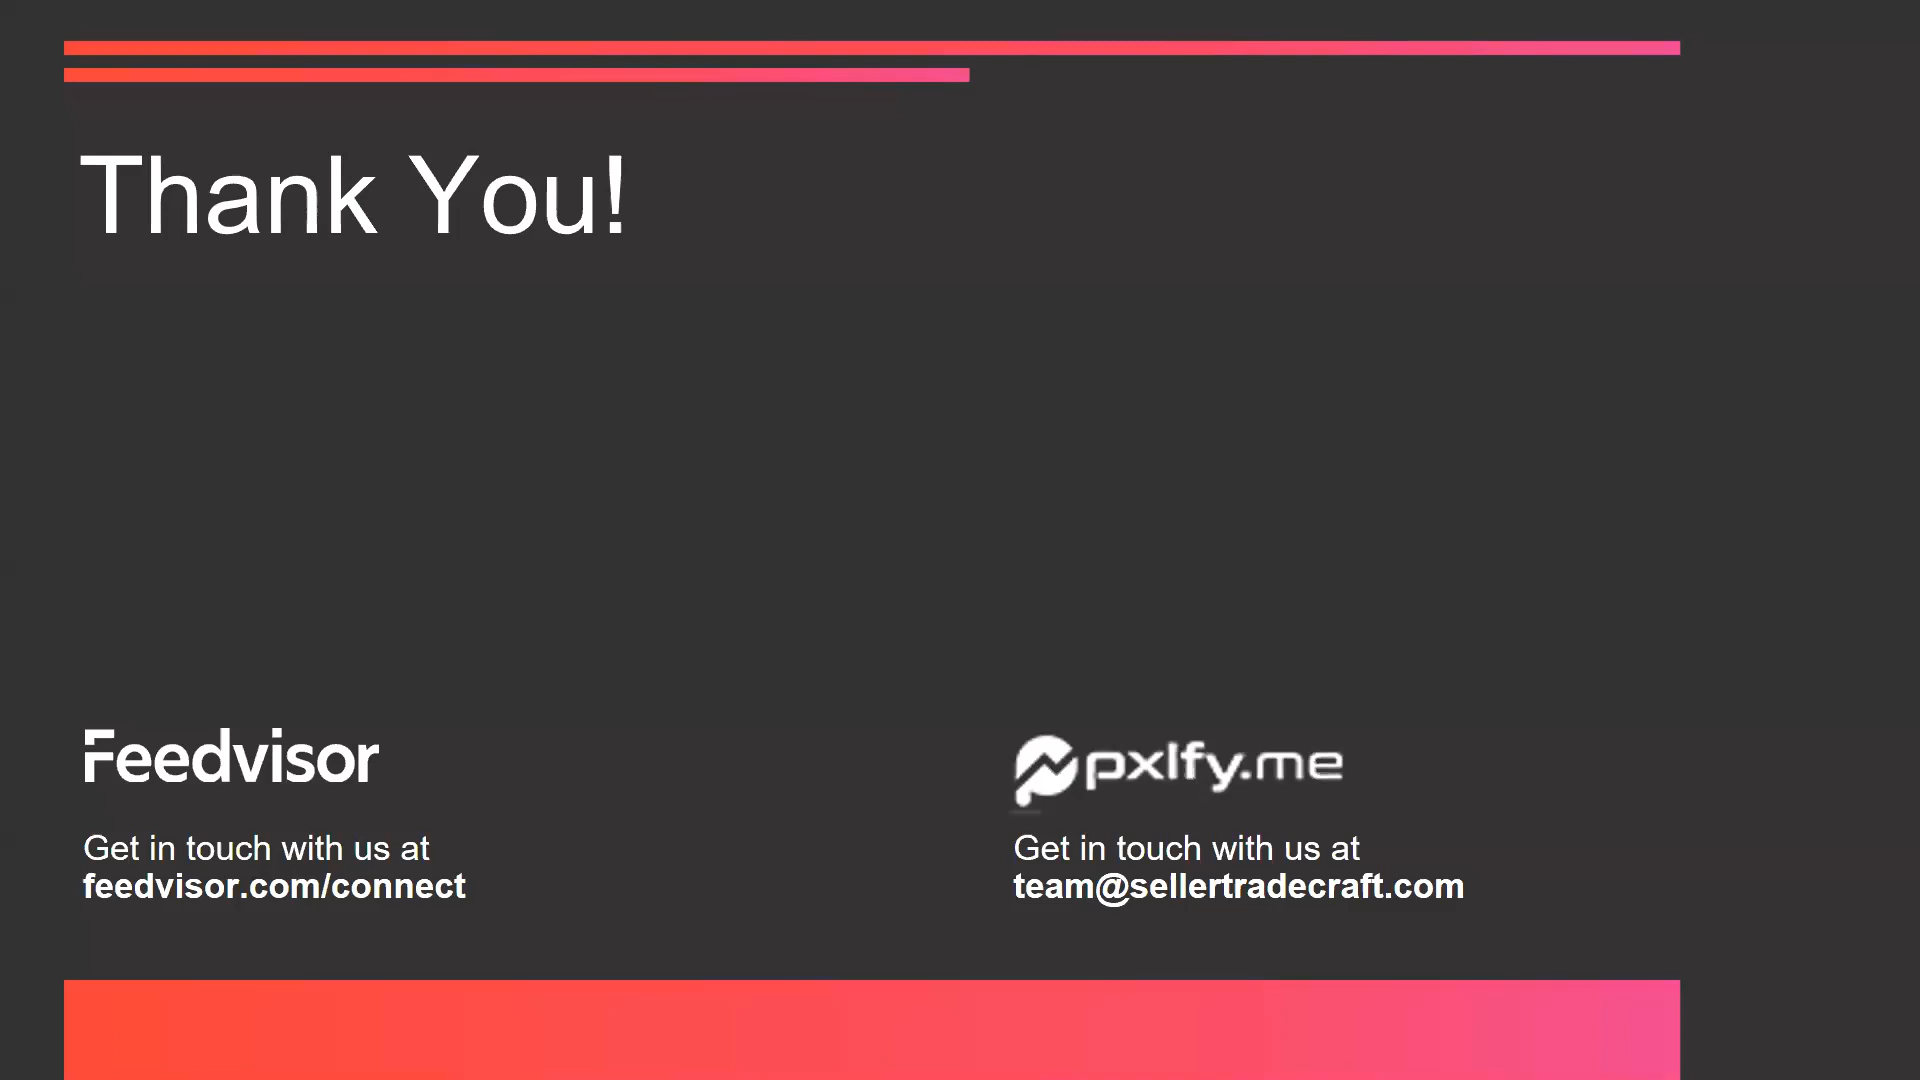 Thank You!
Feedvisor
Get in touch with us at
feedvisor.com/connect
pxlfy.me
Get in touch with us at
team@sellertradecraft.com